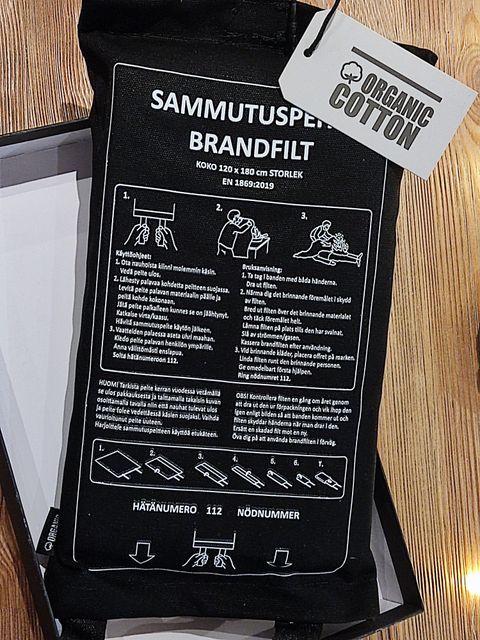 ORGANIC
COTTON
SAMMUTUSPEI
BRANDFILT
KOKO 120 x 180 cm STORLEK
EN 1869:2019
1.
2.
3.
Käyttöohjeet:
1. Ota nauhoista kiinni molemmin käsin.
Vedä peite ulos.
2. Lähesty palavaa kohdetta peitteen suojassa.
Levitä peite palavan materiaalin päälle ja
peitä kohde kokonaan.
Jätä peite palkalleen kunnes se on jäähtynyt.
Katkaise virta/kaasu.
Hävitä sammutuspeite käytön jälkeen.
3. Vaatteiden palaessa aseta uhri maahan.
Kiedo peite palavan henkilön ympärille.
Anna välittömästi ensiapua.
Soita hätänumeroon 112.
Bruksanvisning:
1. Ta tag i banden med båda händerna.
Dra ut filten.
2. Närma dig det brinnande föremålet i skydd
av filten.
Bred ut filten över det brinnande materialet
och täck föremålet helt.
Lämna filten på plats tills den har svalnat.
Slå av strömmen/gasen.
Kassera brandfilten efter användning.
3. Vid brinnande kläder, placera offret på marken.
Linda filten runt den brinnande personen.
Ge omedelbart första hjälpen.
Ring nödnumret 112.
HUOM! Tarkista peite kerran vuodessa vetämällä
se ulos pakkauksesta ja taittamalla takaisin kuvan
osoittamalla tavalla niin että nauhat tulevat ulos
ja peite tulee vedettäessä käsien suojaksi. Vaihda
vaurioitunut peite uuteen.
Harjoittele sammutuspeitteen käyttöä etukäteen.
OBS! Kontrollera filten en gång om året genom
att dra ut den ur förpackningen och vik ihop den
igen enligt bilden så att banden kommer ut och
filten skyddar händerna när man drar i den.
Ersätt en skadad filt mot en ny.
Öva dig på att använda brandfilten i förväg.
1.
2.
3.
4.
5.
6.
7.
HÄTÄNUMERO 112 NÖDNUMMER
ORGANIC